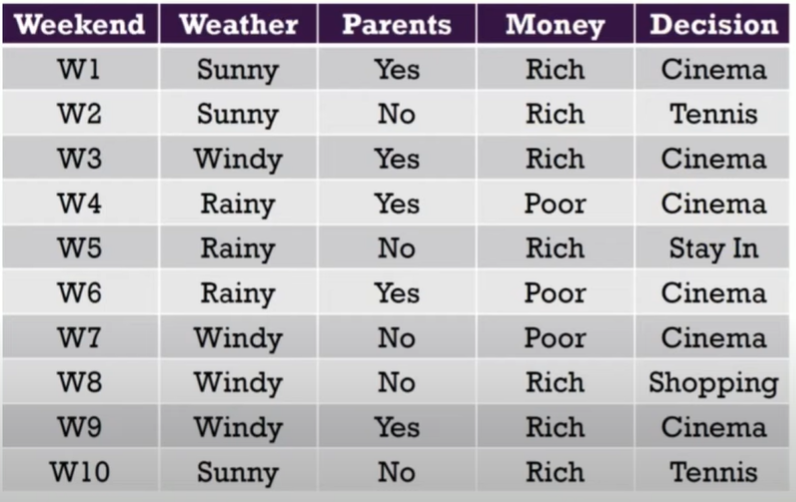 Weekend Weather Parents Money Decision
W1 Sunny Yes Rich Cinema
W2 Sunny No Rich Tennis
W3 Windy Yes Rich Cinema
W4 Rainy Yes Poor Cinema
W5 Rainy No Rich Stay In
W6 Rainy Yes Poor Cinema
W7 Windy No Poor Cinema
W8 Windy No Rich Shopping
W9 Windy Yes Rich Cinema
W10 Sunny No Rich Tennis